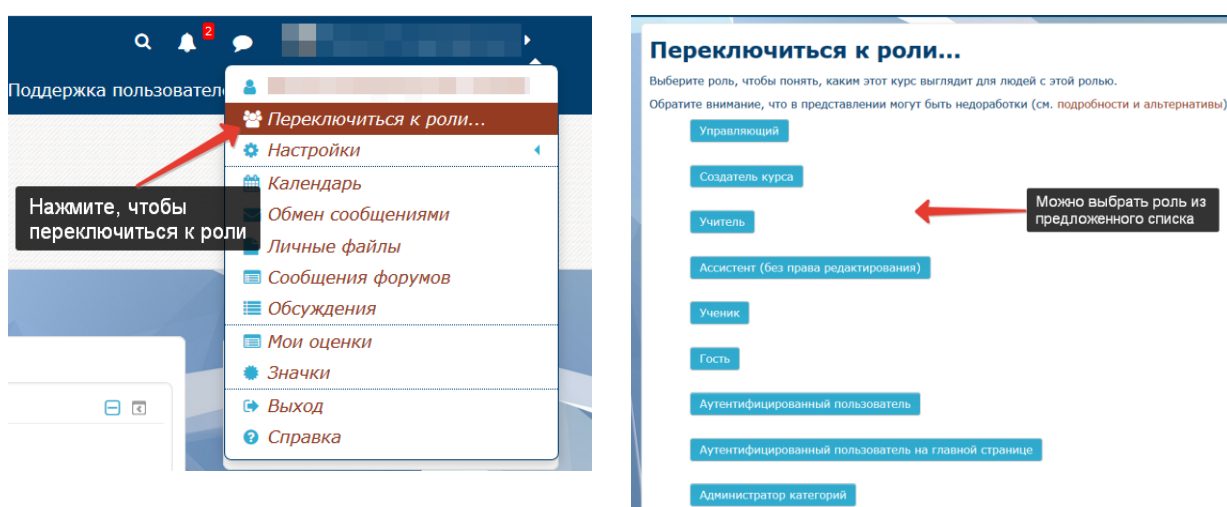 2
Поддержка пользовател
Переключиться к роли...
Настройки
Календарь
Обмен сообщениями
Личные файлы
Сообщения форумов
Обсуждения
Мои оценки
Значки
Выход
Справка
Нажмите, чтобы
переключиться к роли
Переключиться к роли...
Выберите роль, чтобы понять, каким этот курс выглядит для людей с этой ролью.
Обратите внимание, что в представлении могут быть недоработки (см. подробности и альтернативы)
Управляющий
Создатель курса
Учитель
Ассистент (без права редактирования)
Ученик
Гость
Аутентифицированный пользователь
Аутентифицированный пользователь на главной странице
Администратор категорий
Можно выбрать роль из
предложенного списка